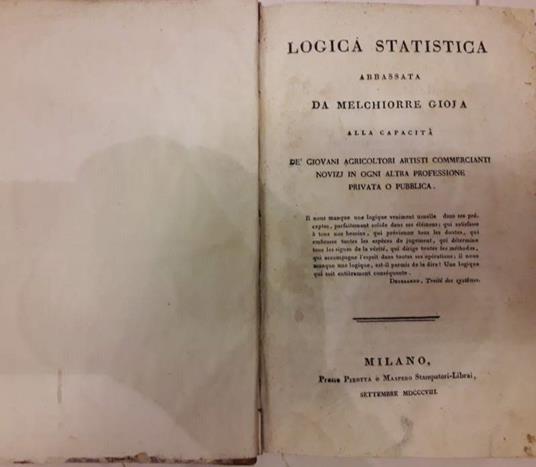 LOGICA STATISTICA
ABBASSATA
DA MELCHIORRE GIOJA
ALLA CAPACITÀ
DE' GIOVANI AGRICOLTORI ARTISTI COMMERCIANTI
NOVIZJ IN OGNI ALTRA PROFESSIONE
PRIVATA O PUBBLICA.
Il nous manque une logique vraiment usuelle dans ses pré-
ceptes, parfaitement solide dans ses élémens; qui satisfasse
à tous nos besoins, qui prévienne tous les doutes, qui
embrasse toutes les espèces de jugement, qui détermine
tous les signes de la vérité, qui dirige toutes les méthodes,
qui accompagne l'esprit dans toutes ses opérations; il nous
manque une logique, est-il permis de le dire! Une logique
qui soit entièrement conséquente.
Traité des systèmes.
MILANO,
Presso PIROTTA e MASPERO Stampatori-Librai,
SETTEMBRE MDCCCVIII.